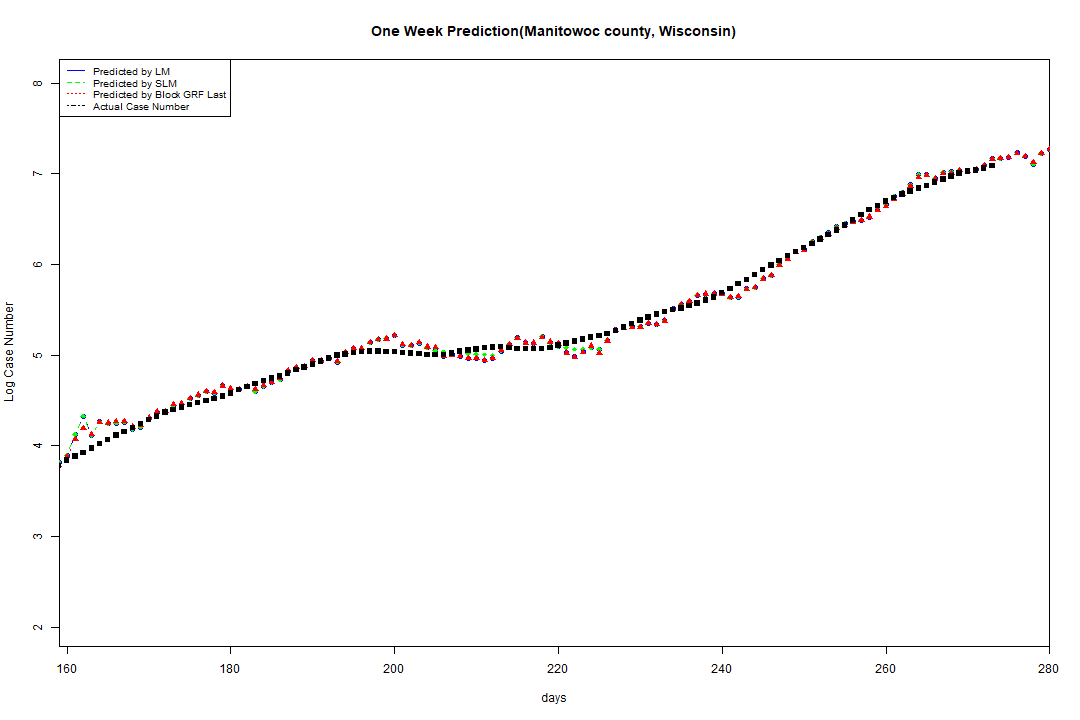 One Week Prediction(Manitowoc county, Wisconsin)
Predicted by LM
Predicted by SLM
Predicted by Block GRF Last
Actual Case Number
8
7
6
5
4
3
2
Log Case Number
160 180 200 220 240 260 280
days